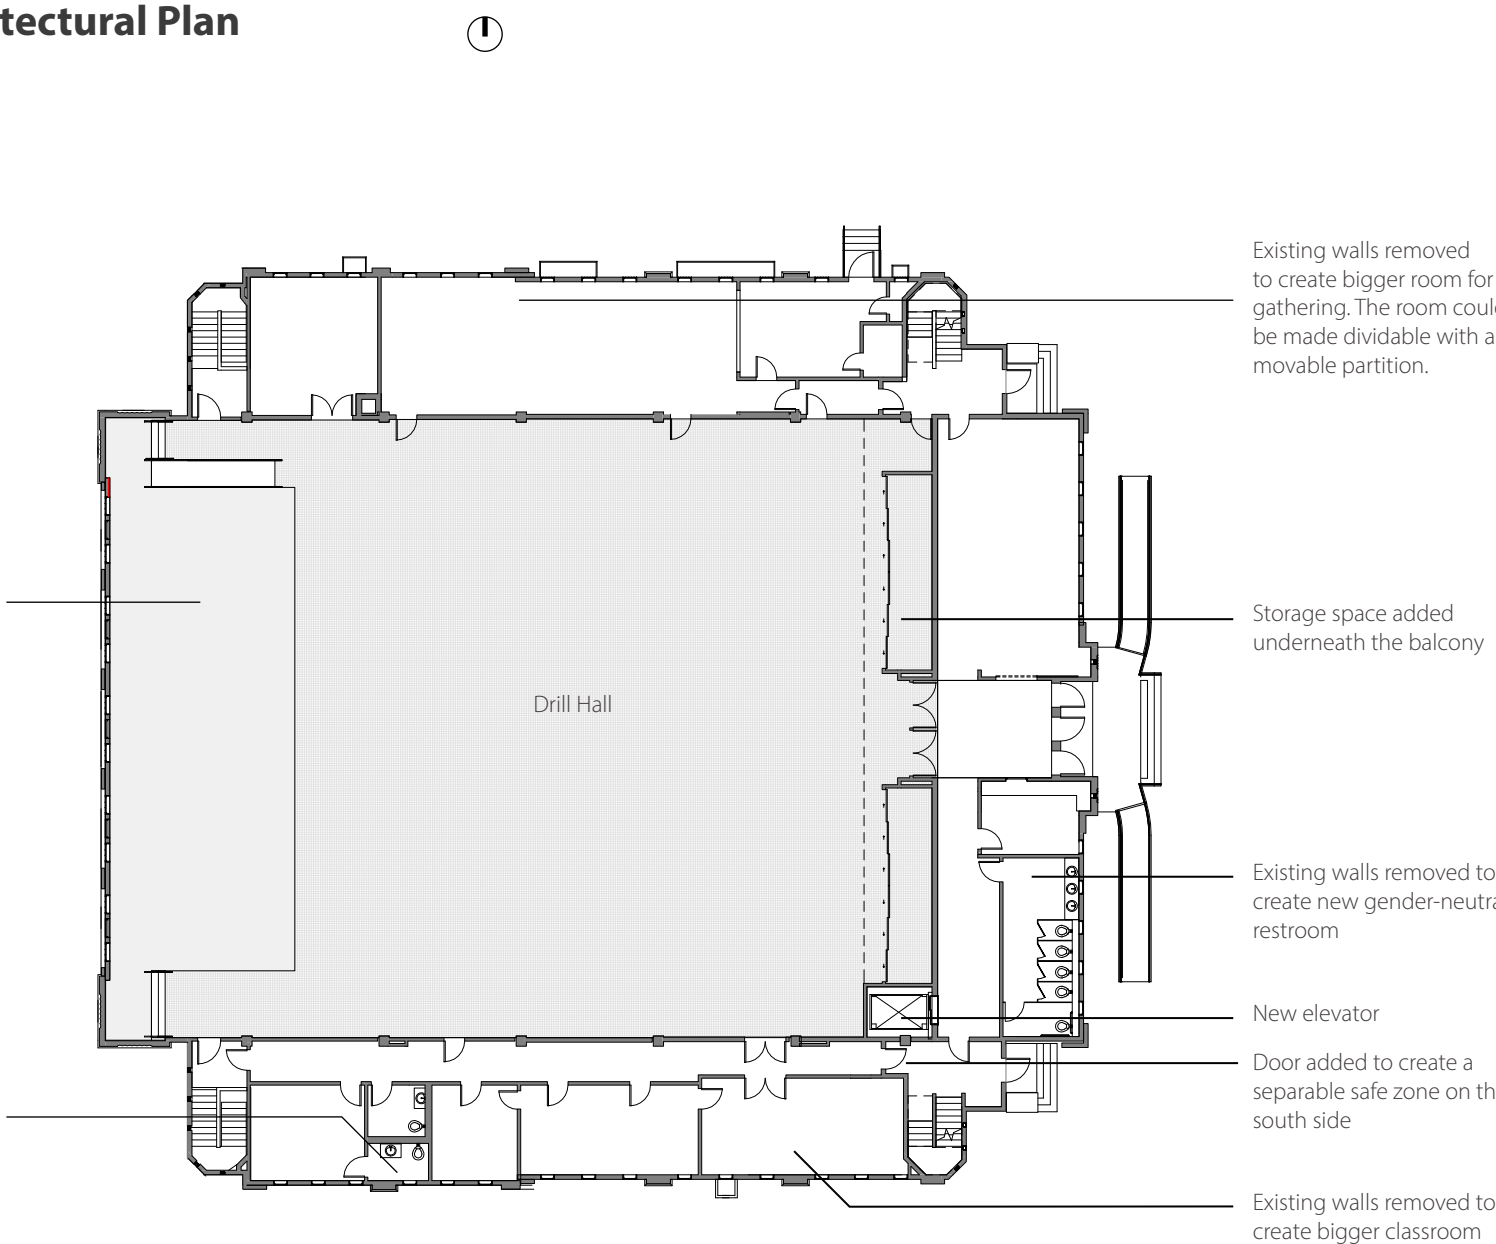 tectural Plan
Existing walls removed
to create bigger room for
gathering. The room could
be made dividable with a
movable partition.
Storage space added
underneath the balcony
Drill Hall
Existing walls removed to
create new gender-neutra
restroom
New elevator
Door added to create a
separable safe zone on th
south side
Existing walls removed to
create bigger classroom